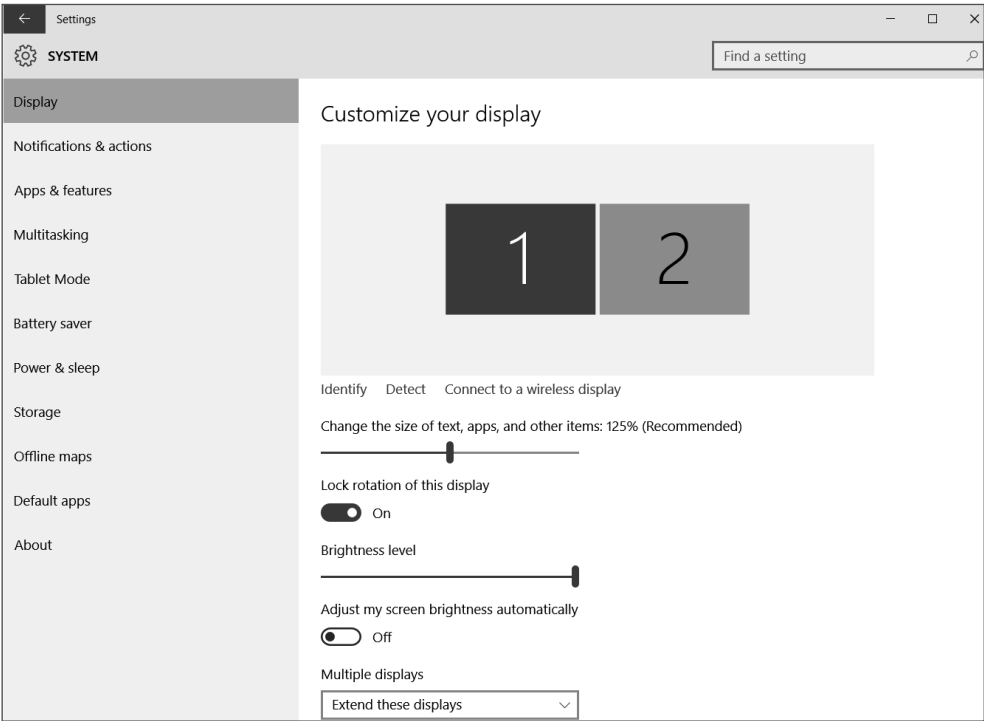 Settings
SYSTEM
Find a setting
Display
Notifications & actions
Apps & features
Multitasking
Tablet Mode
Battery saver
Power & sleep
Storage
Offline maps
Default apps
About
Customize your display
1 2
Identify Detect Connect to a wireless display
Change the size of text, apps, and other items: 125% (Recommended)
Lock rotation of this display
On
Brightness level
Adjust my screen brightness automatically
Off
Multiple displays
Extend these displays